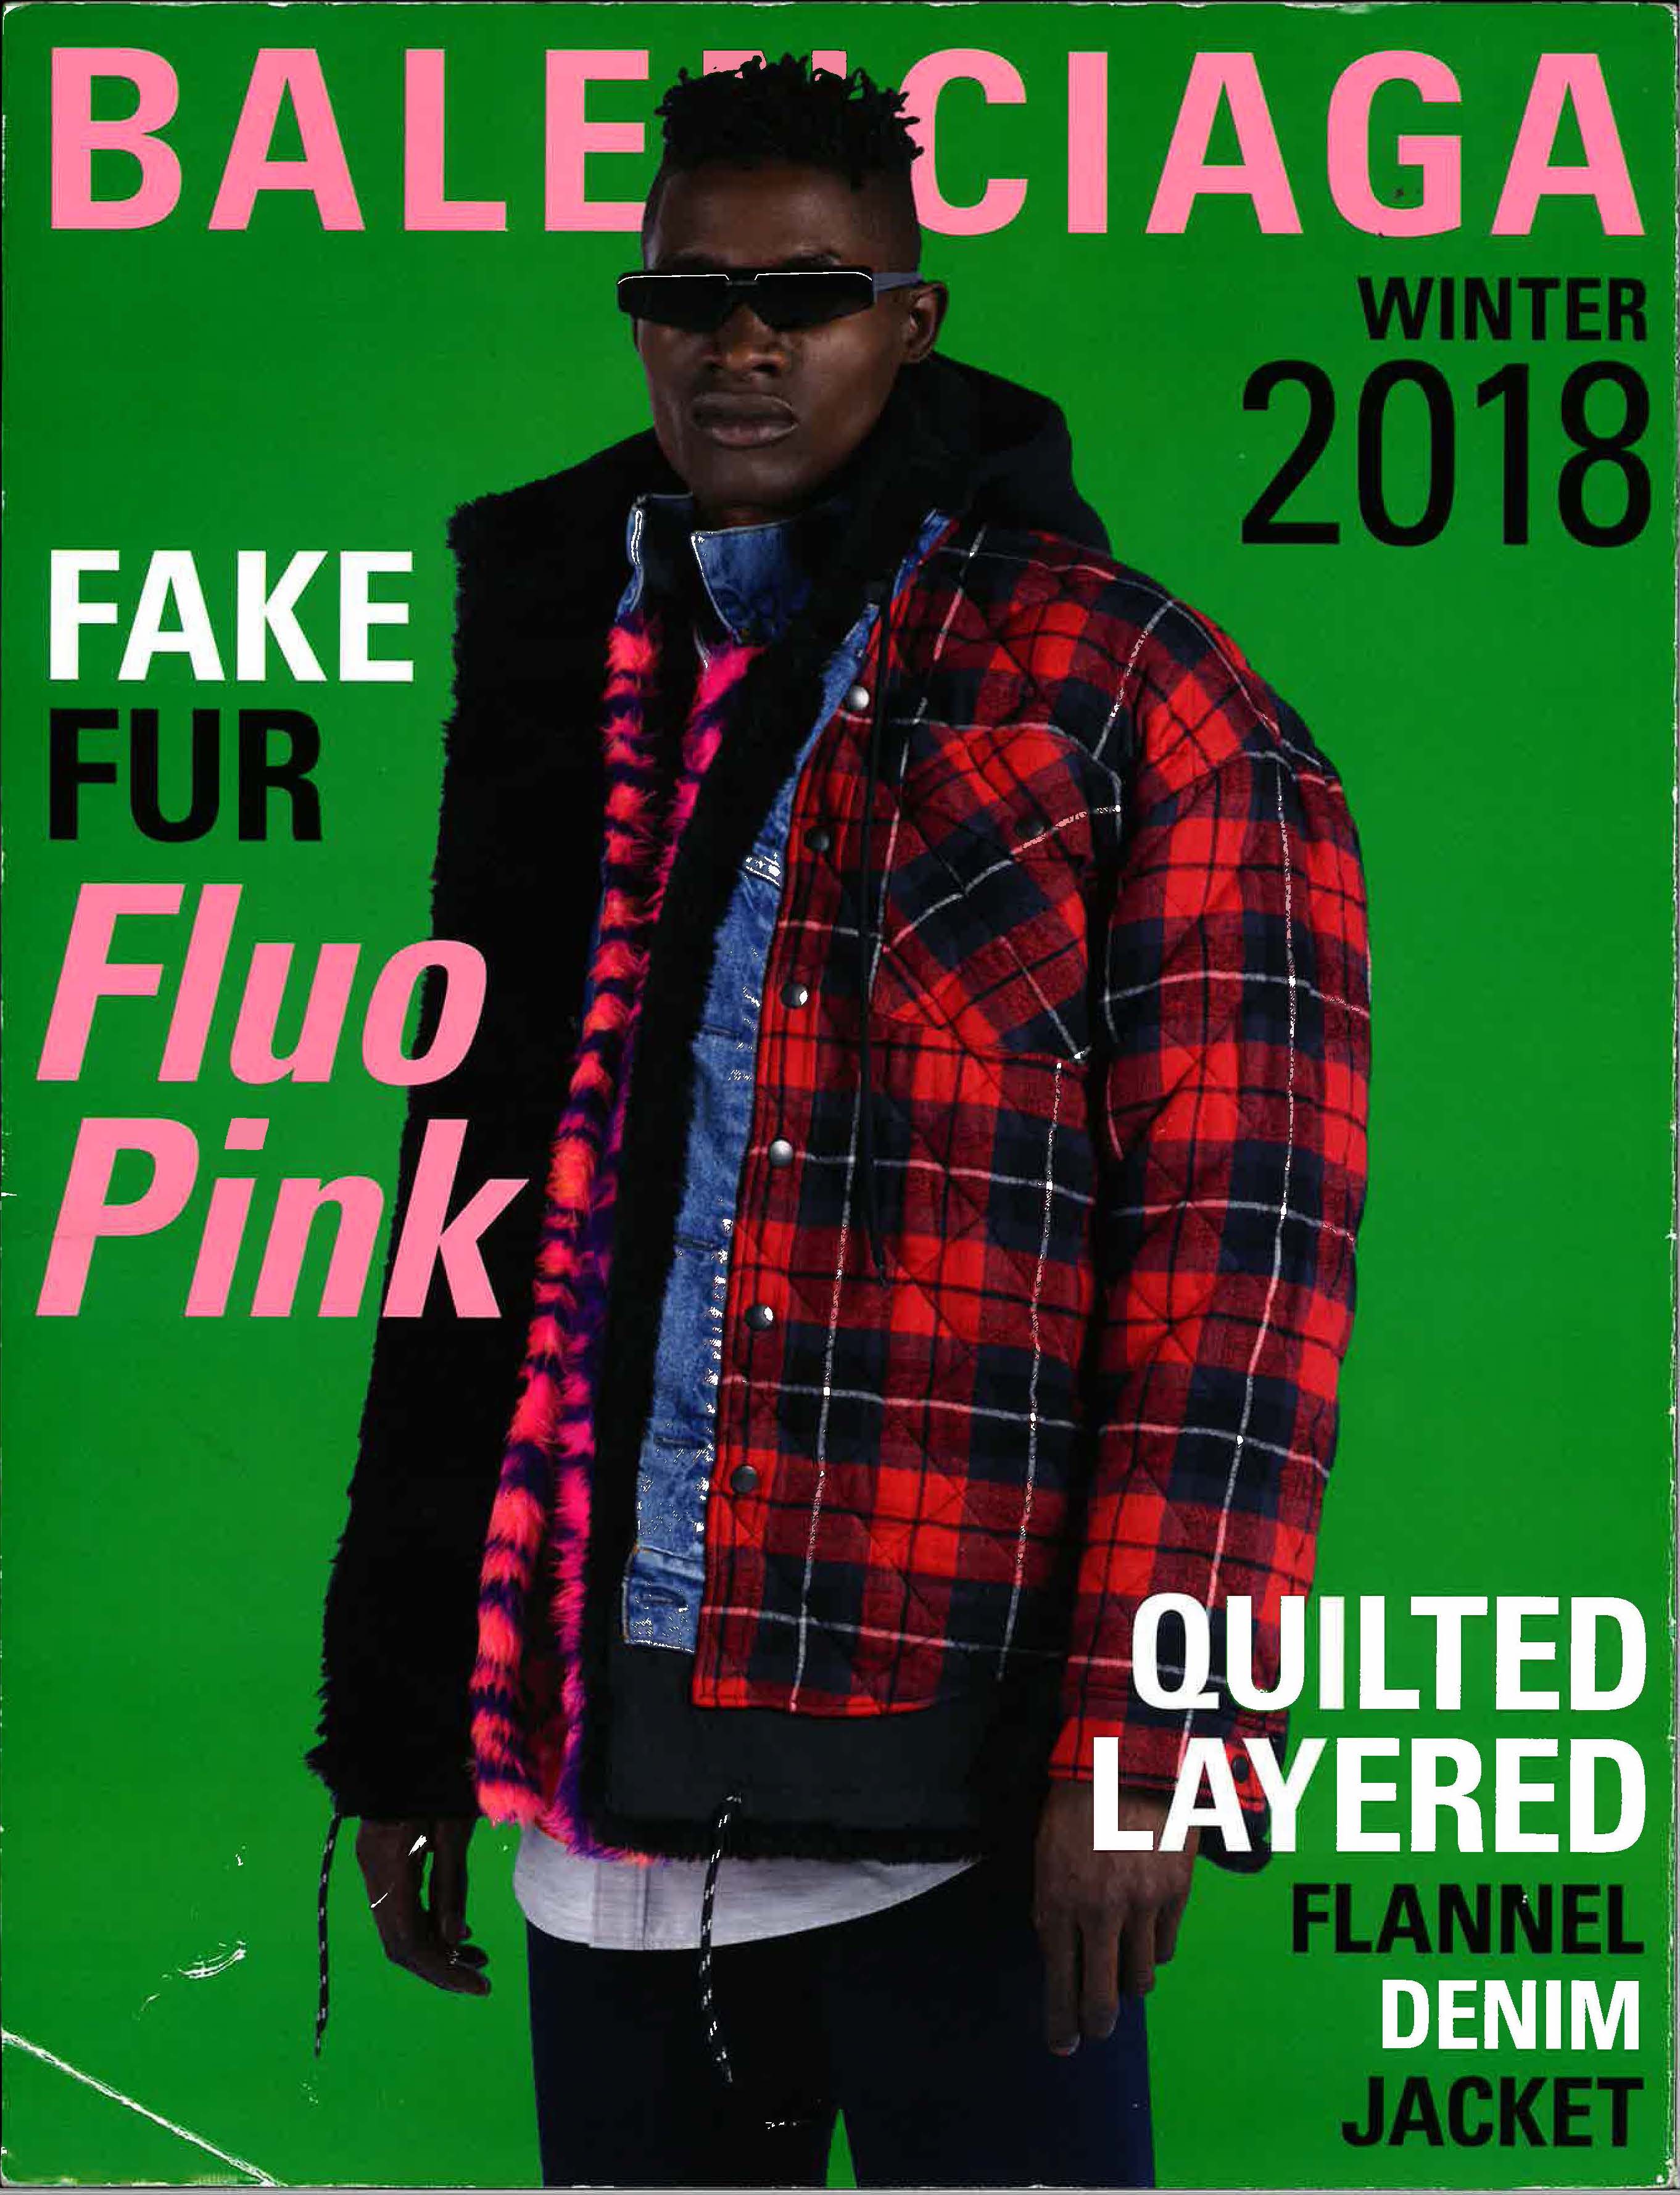 BALENCIAGA
WINTER
2018
FAKE
FUR
Fluo
Pink
QUILTED
LAYERED
FLANNEL
DENIM
JACKET